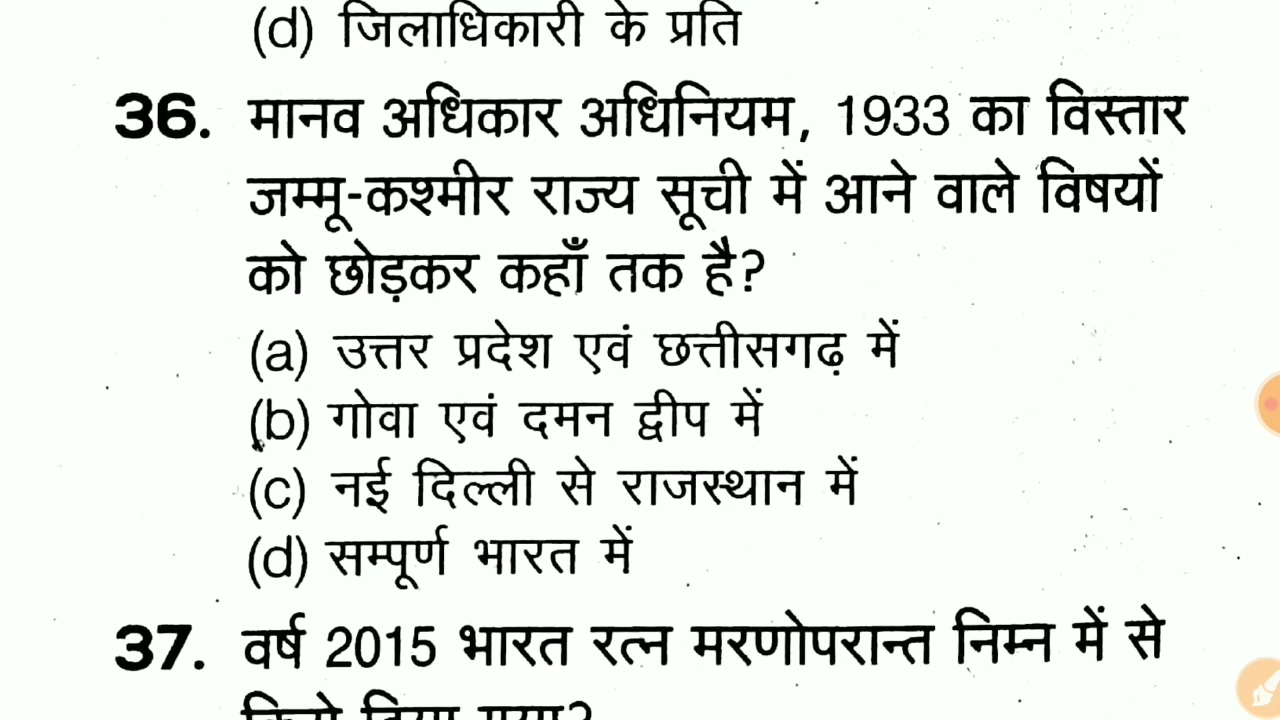 (d) जिलाधिकारी के प्रति
36. मानव अधिकार अधिनियम, 1933 का विस्तार
जम्मू-कश्मीर राज्य सूची में आने वाले विषयों
को छोड़कर कहाँ तक है?
(a) उत्तर प्रदेश एवं छत्तीसगढ़ में
(b) गोवा एवं दमन द्वीप में
(c) नई दिल्ली से राजस्थान में
(d) सम्पूर्ण भारत में
37. वर्ष 2015 भारत रत्न मरणोपरान्त निम्न में से
किसे दिया गया?